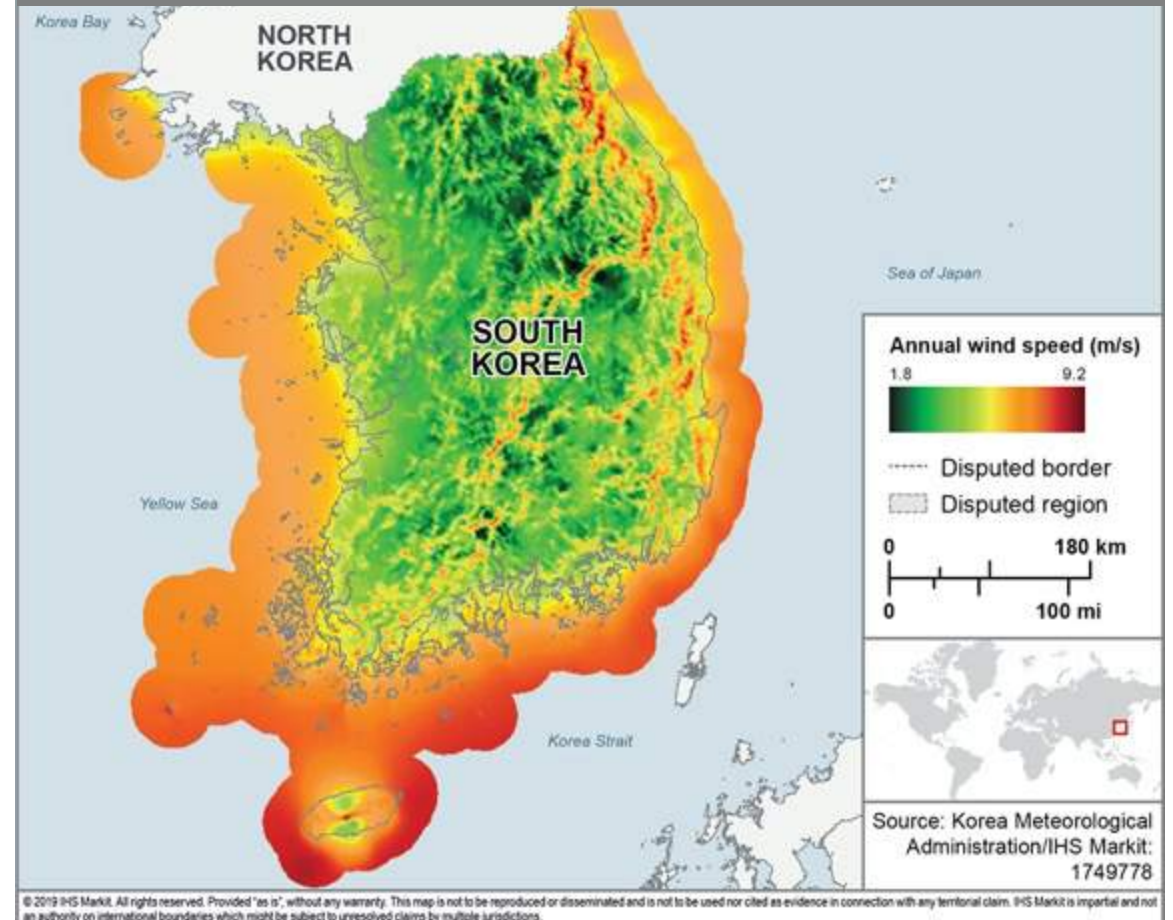 Korea Bay
NORTH
KOREA
SOUTH
KOREA
Sea of Japan
Yellow Sea
Korea Strait
Annual wind speed (m/s)
1.8 9.2
Disputed border
Disputed region
0 180 km
0 100 mi
Source: Korea Meteorological
Administration/IHS Markit:
1749778
© 2019 IHS Markit. All rights reserved. Provided "as is", without any warranty. This map is not to be reproduced or disseminated and is not to be used nor cited as evidence in connection with any territorial claim. IHS Markit is impartial and not
an authority on international boundaries which might be subject to unresolved claims by multiple jurisdictions.